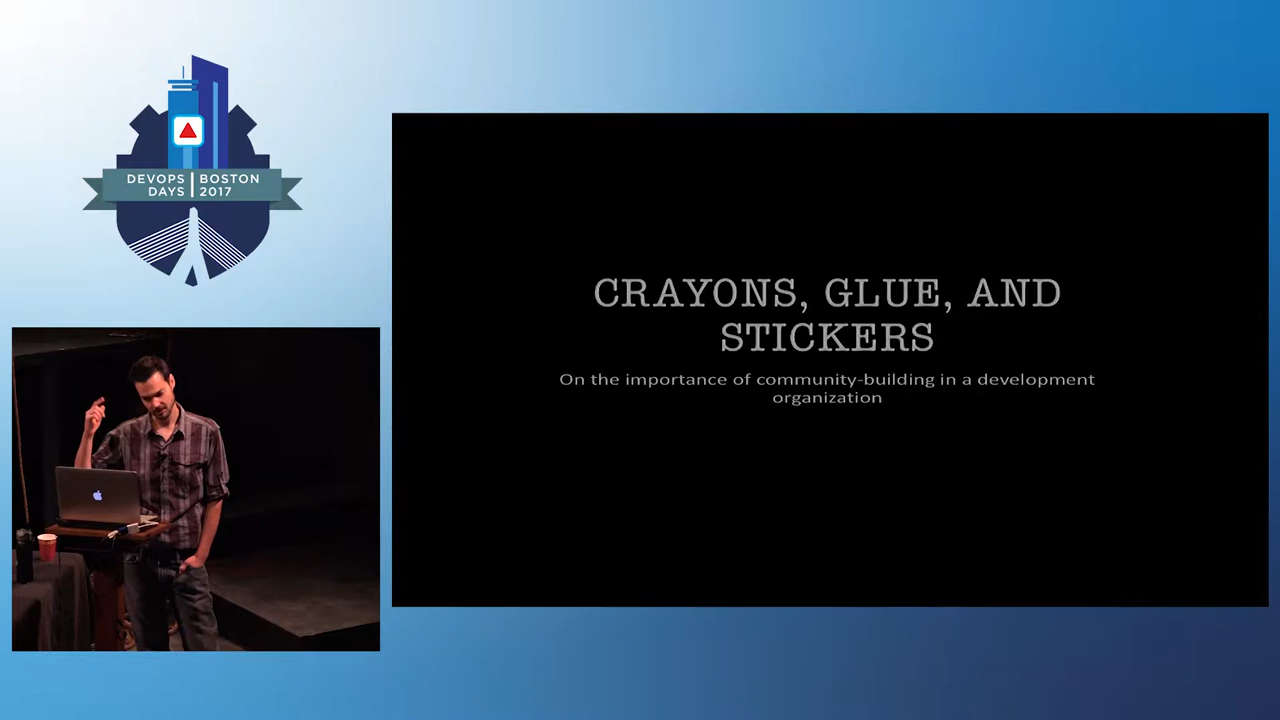 DEVOPS BOSTON
DAYS 2017
CRAYONS, GLUE, AND
STICKERS
On the importance of community-building in a development
organization